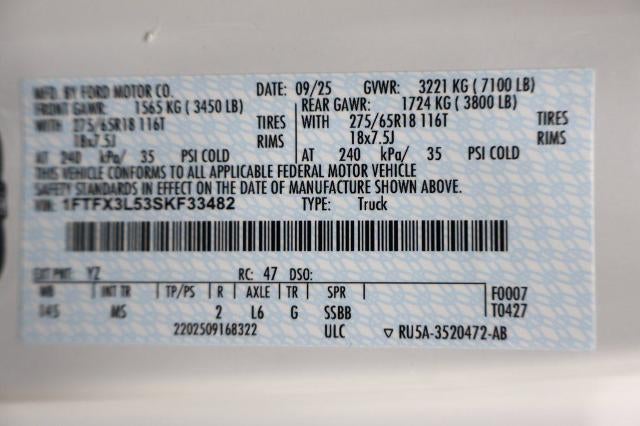 MFD. BY FORD MOTOR CO. DATE: 09/25 GVWR: 3221 KG ( 7100 LB)
FRONT GAWR: 1565 KG ( 3450 LB) REAR GAWR: 1724 KG ( 3800 LB)
WITH 275/65R18 116T TIRES WITH 275/65R18 116T TIRES
18x7.5J RIMS 18x7.5J RIMS
AT 240 kPa/ 35 PSI COLD AT 240 kPa/ 35 PSI COLD
THIS VEHICLE CONFORMS TO ALL APPLICABLE FEDERAL MOTOR VEHICLE
SAFETY STANDARDS IN EFFECT ON THE DATE OF MANUFACTURE SHOWN ABOVE.
VIN: 1FTFX3L53SKF33482 TYPE: Truck
EXT PNT: YZ RC: 47 DSO:
WB INT TR TP/PS R AXLE TR SPR F0007
145 MS 2 L6 G SSBB T0427
2202509168322 ULC ▽ RU5A-3520472-AB